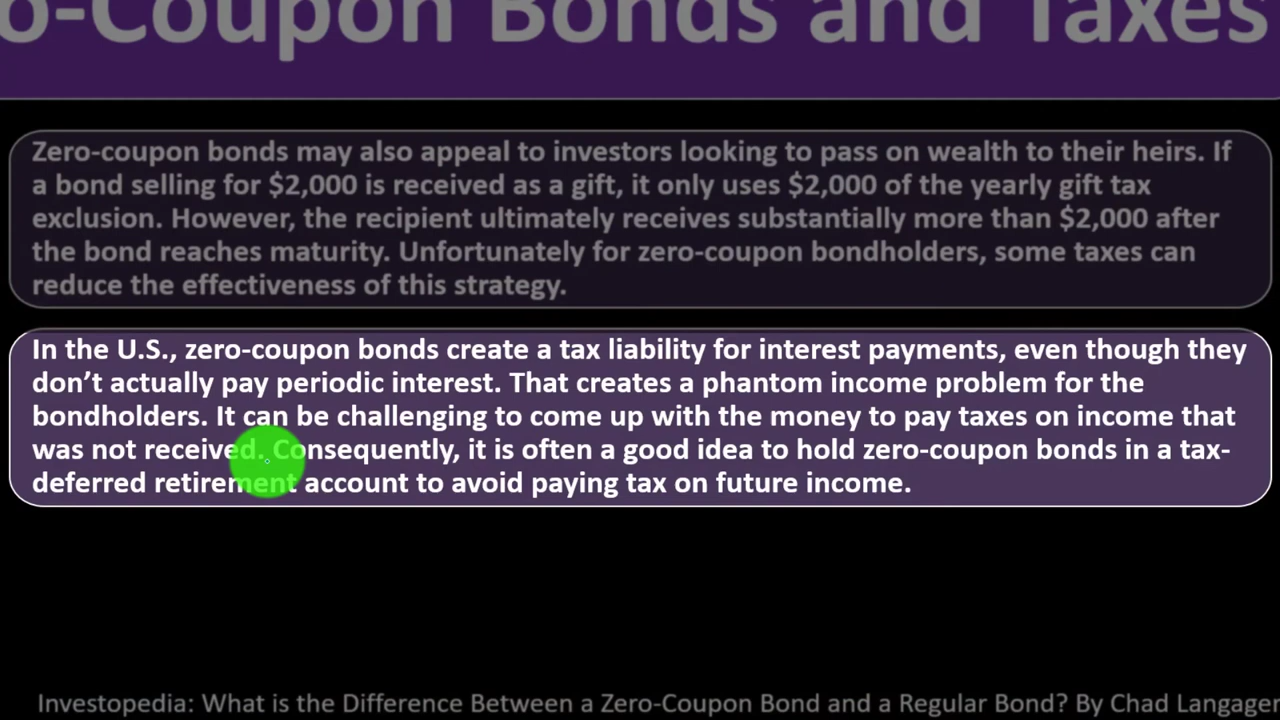 o-Coupon Bonds and Taxes
Zero-coupon bonds may also appeal to investors looking to pass on wealth to their heirs. If
a bond selling for $2,000 is received as a gift, it only uses $2,000 of the yearly gift tax
exclusion. However, the recipient ultimately receives substantially more than $2,000 after
the bond reaches maturity. Unfortunately for zero-coupon bondholders, some taxes can
reduce the effectiveness of this strategy.
In the U.S., zero-coupon bonds create a tax liability for interest payments, even though they
don’t actually pay periodic interest. That creates a phantom income problem for the
bondholders. It can be challenging to come up with the money to pay taxes on income that
was not received. Consequently, it is often a good idea to hold zero-coupon bonds in a tax-
deferred retirement account to avoid paying tax on future income.
Investopedia: What is the Difference Between a Zero-Coupon Bond and a Regular Bond? By Chad Langager